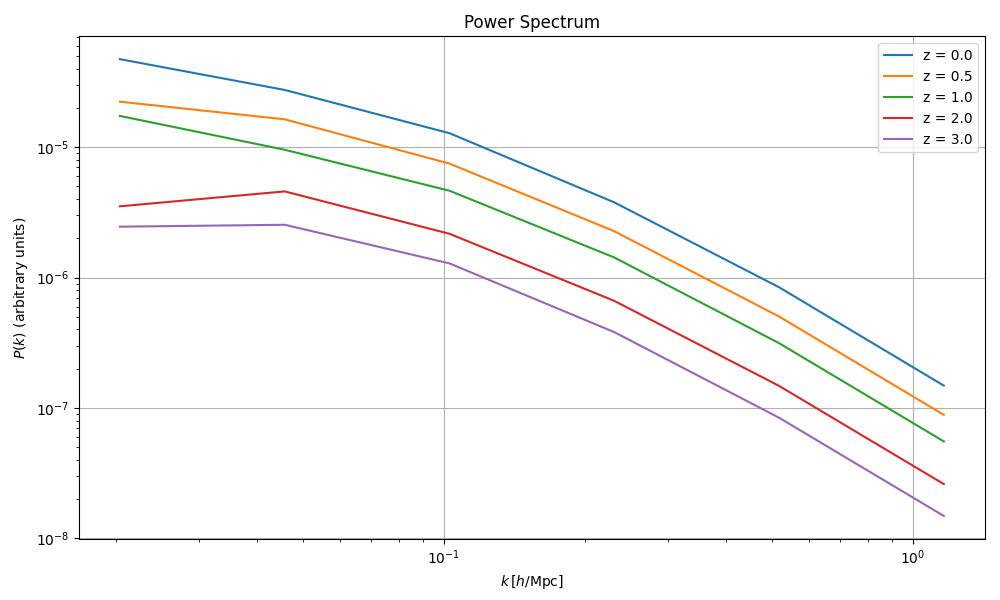 Power Spectrum
z = 0.0
z = 0.5
z = 1.0
z = 2.0
z = 3.0
P(k) (arbitrary units)
10⁻⁵
10⁻⁶
10⁻⁷
10⁻⁸
10⁻¹
10⁰
k [h/Mpc]